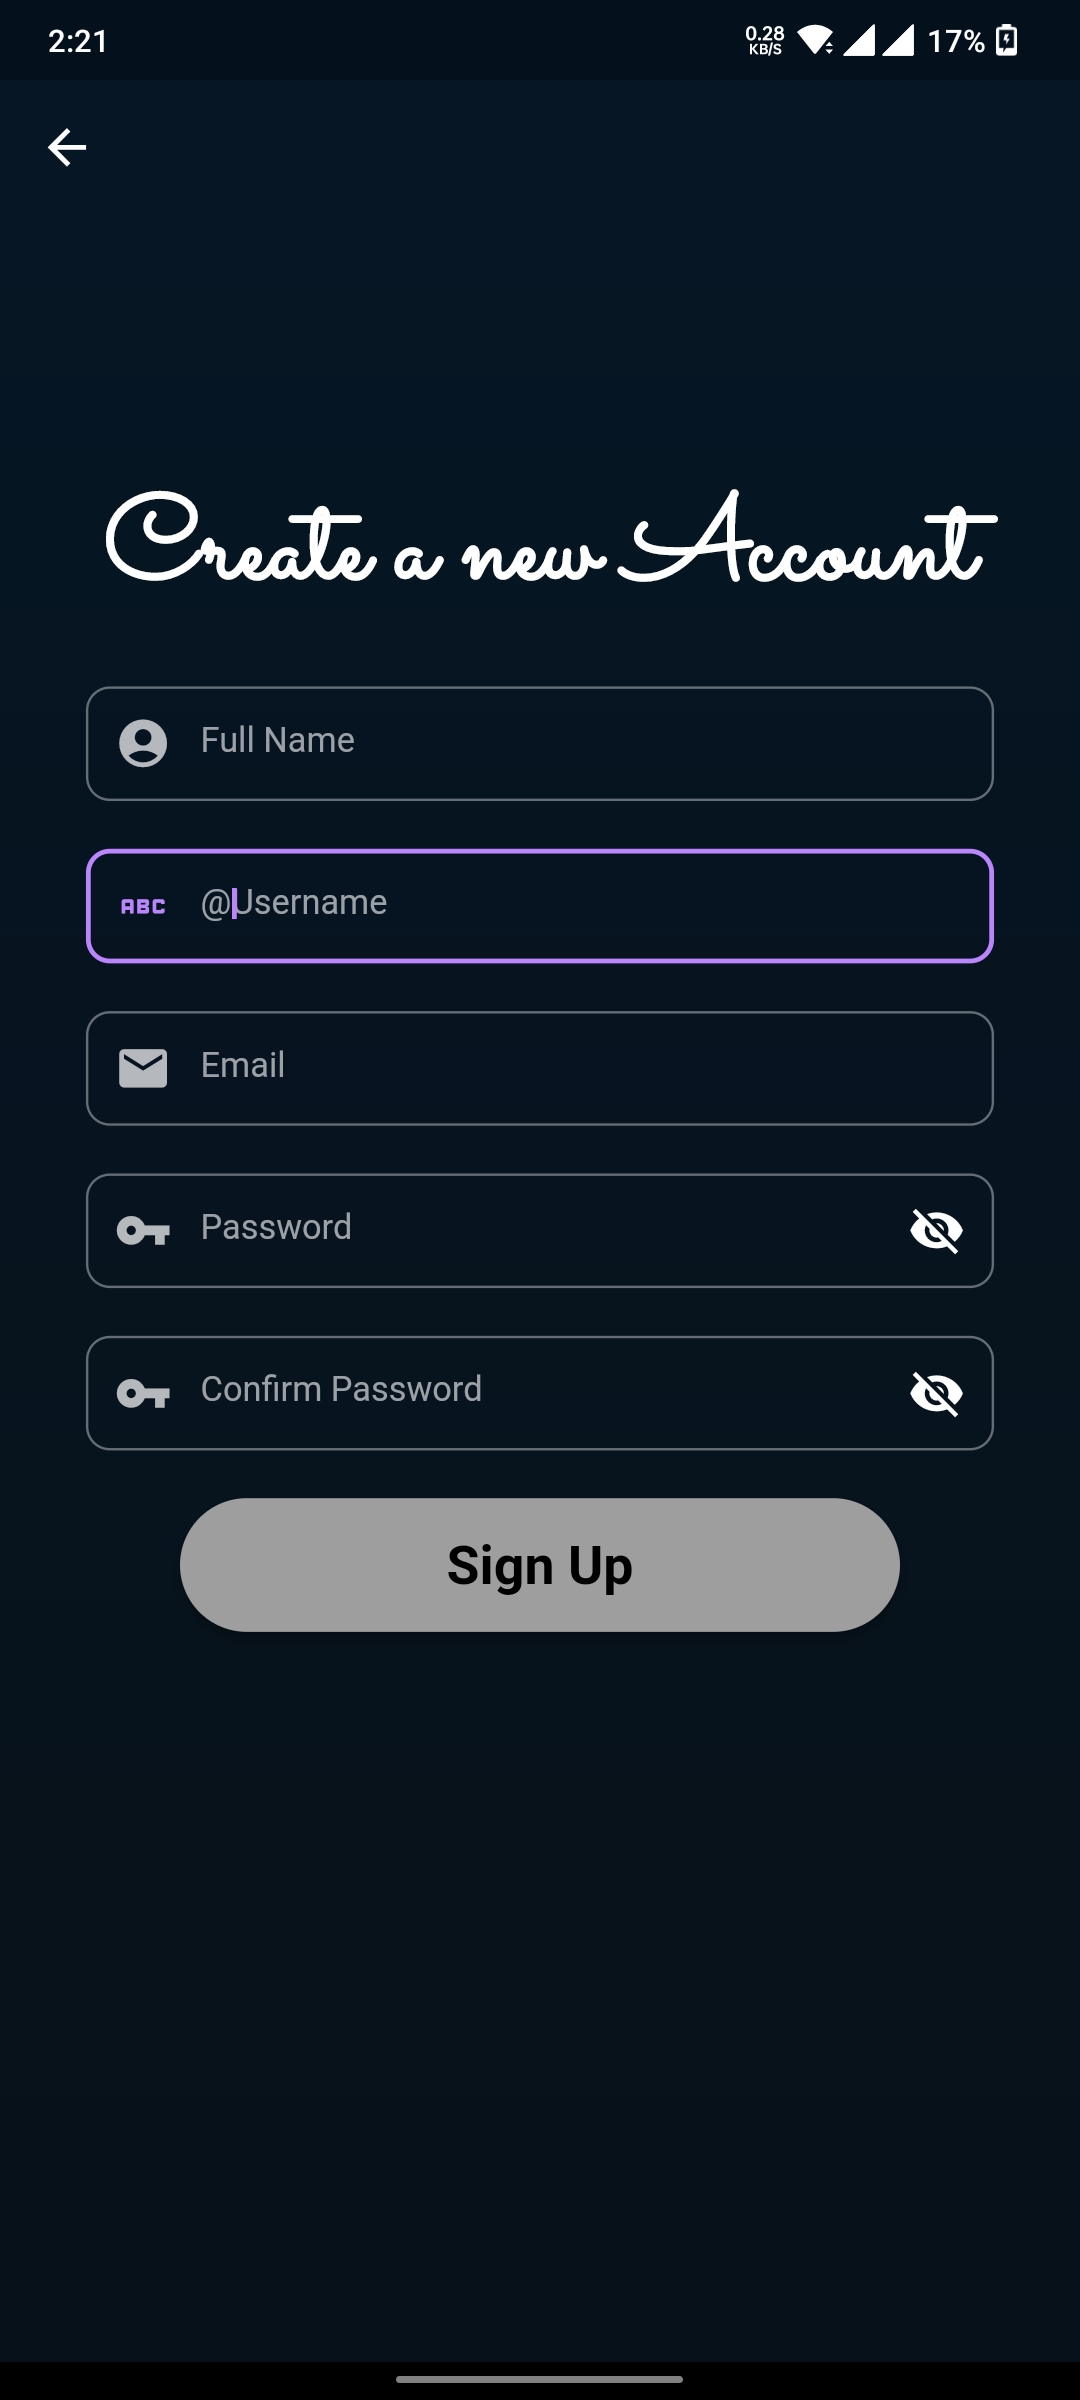 2:21
0.28
KB/S
17%
Create a new Account
Full Name
ABC @Username
Email
Password
Confirm Password
Sign Up